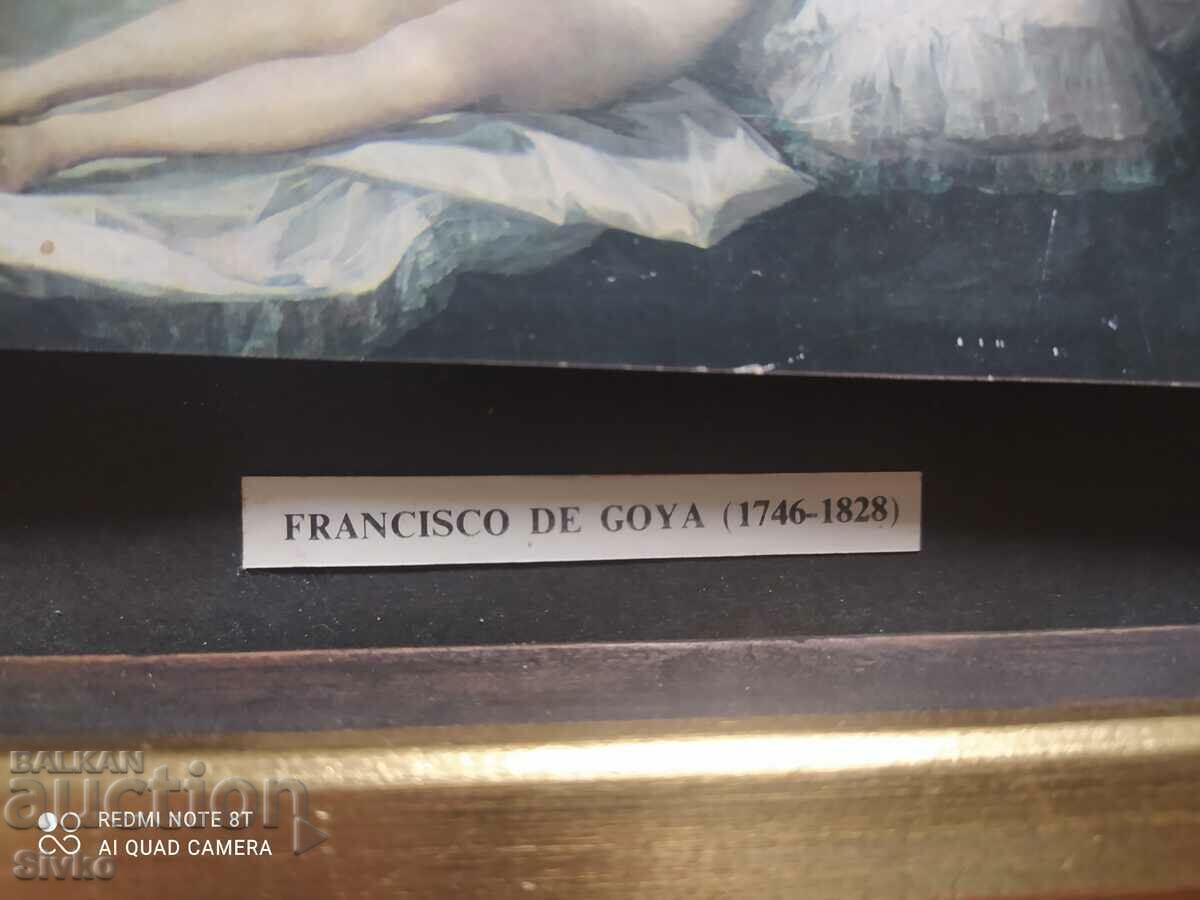 FRANCISCO DE GOYA (1746-1828)
BALKAN
auction
REDMI NOTE 8T
AI QUAD CAMERA
Sivko